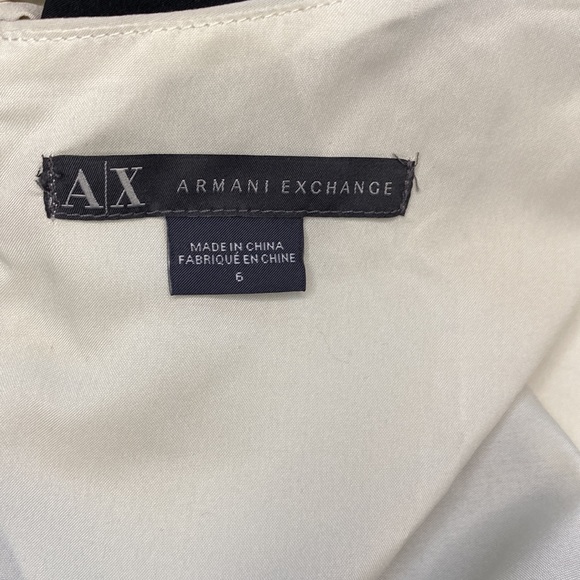 A|X ARMANI EXCHANGE
MADE IN CHINA
FABRIQUÉ EN CHINE
6